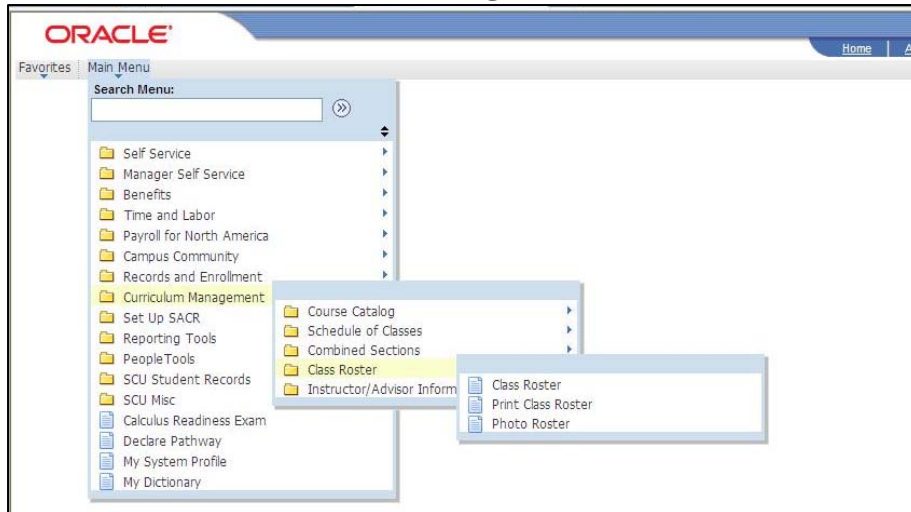 ORACLE'
Home | A
Favorites Main Menu
Search Menu:
Self Service
Manager Self Service
Benefits
Time and Labor
Payroll for North America
Campus Community
Records and Enrollment
Curriculum Management
Set Up SACR
Reporting Tools
PeopleTools
SCU Student Records
SCU Misc
Calculus Readiness Exam
Declare Pathway
My System Profile
My Dictionary
Course Catalog
Schedule of Classes
Combined Sections
Class Roster
Instructor/Advisor Inform
Class Roster
Print Class Roster
Photo Roster